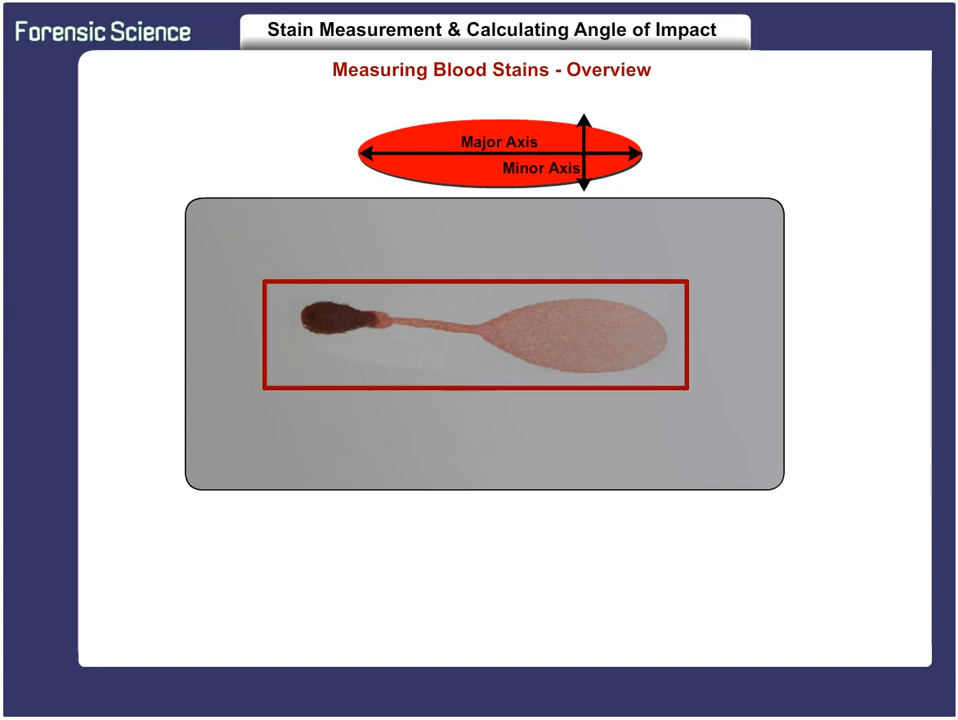 Forensic Science
Stain Measurement & Calculating Angle of Impact
Measuring Blood Stains - Overview
Major Axis
Minor Axis